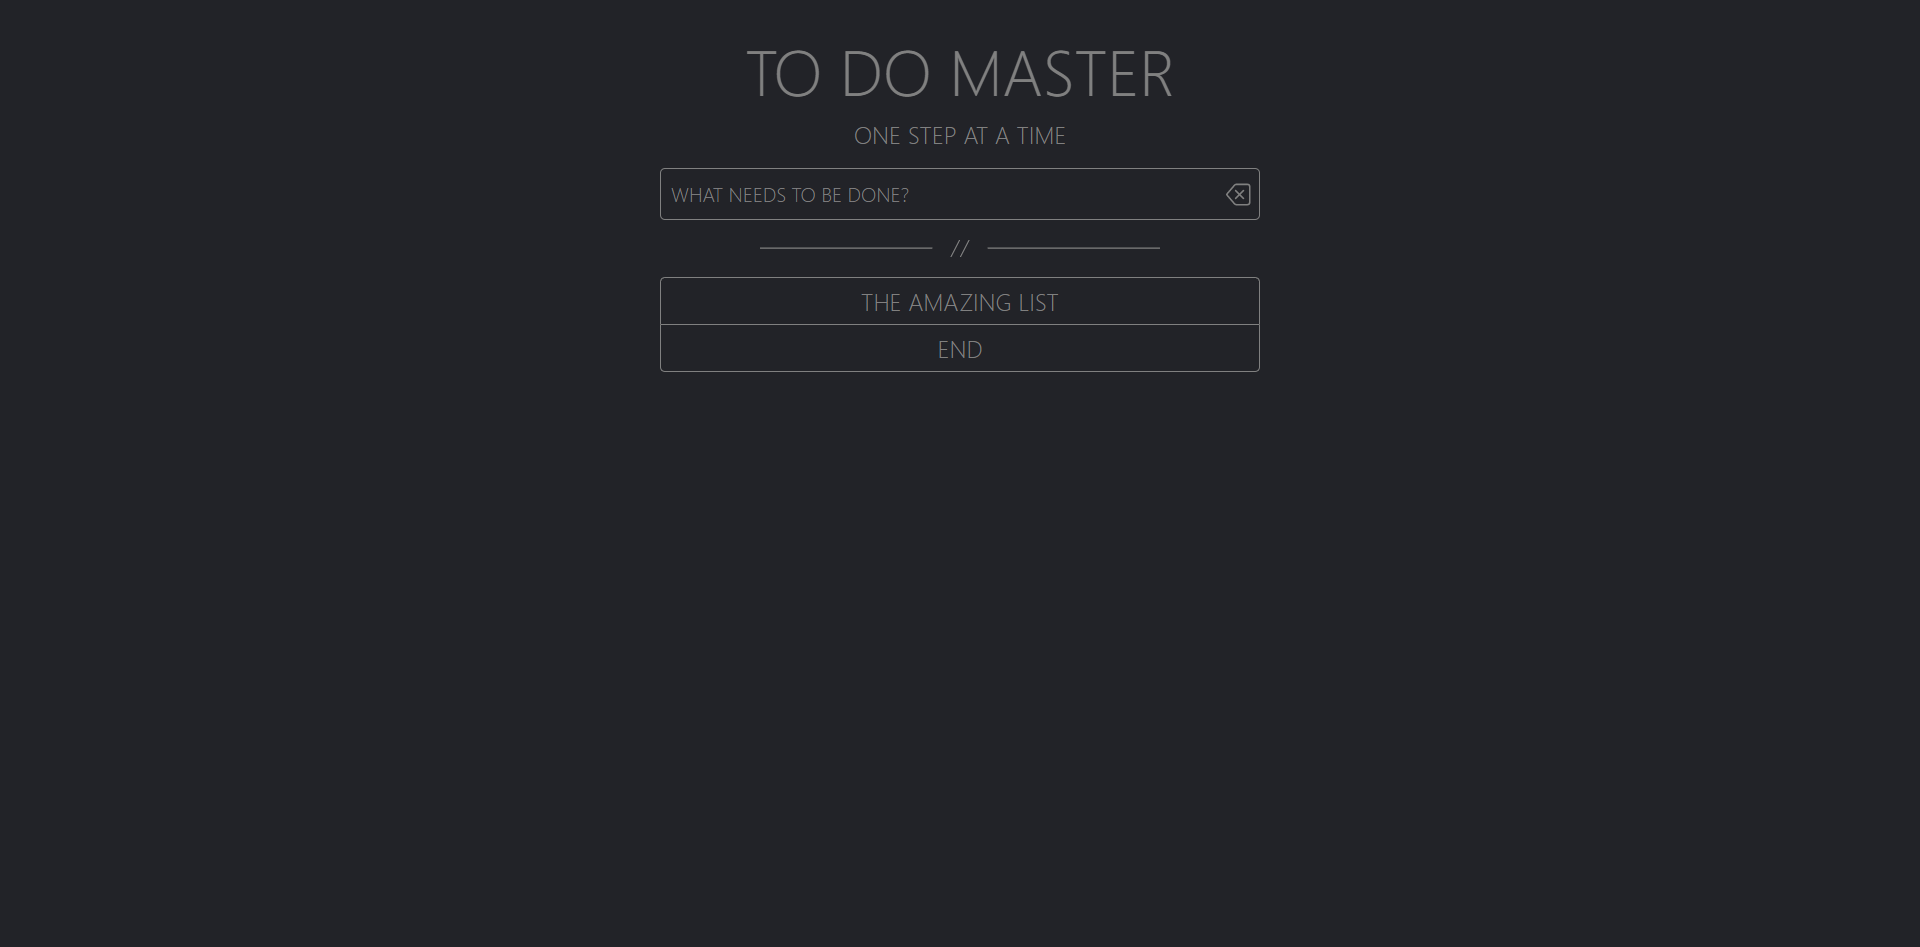 TO DO MASTER
ONE STEP AT A TIME
WHAT NEEDS TO BE DONE?
//
THE AMAZING LIST
END